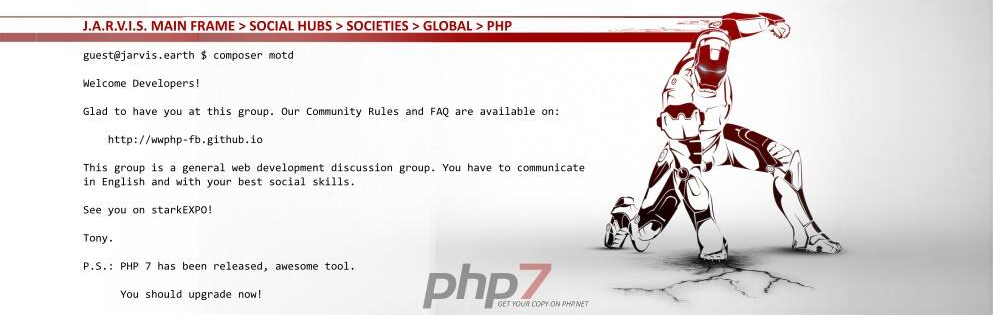 J.A.R.V.I.S. MAIN FRAME > SOCIAL HUBS > SOCIETIES > GLOBAL > PHP
guest@jarvis.earth $ composer motd
Welcome Developers!
Glad to have you at this group. Our Community Rules and FAQ are available on:
http://wwphp-fb.github.io
This group is a general web development discussion group. You have to communicate
in English and with your best social skills.
See you on starkEXPO!
Tony.
P.S.: PHP 7 has been released, awesome tool.
You should upgrade now!
php7
GET YOUR COPY ON PHP.NET